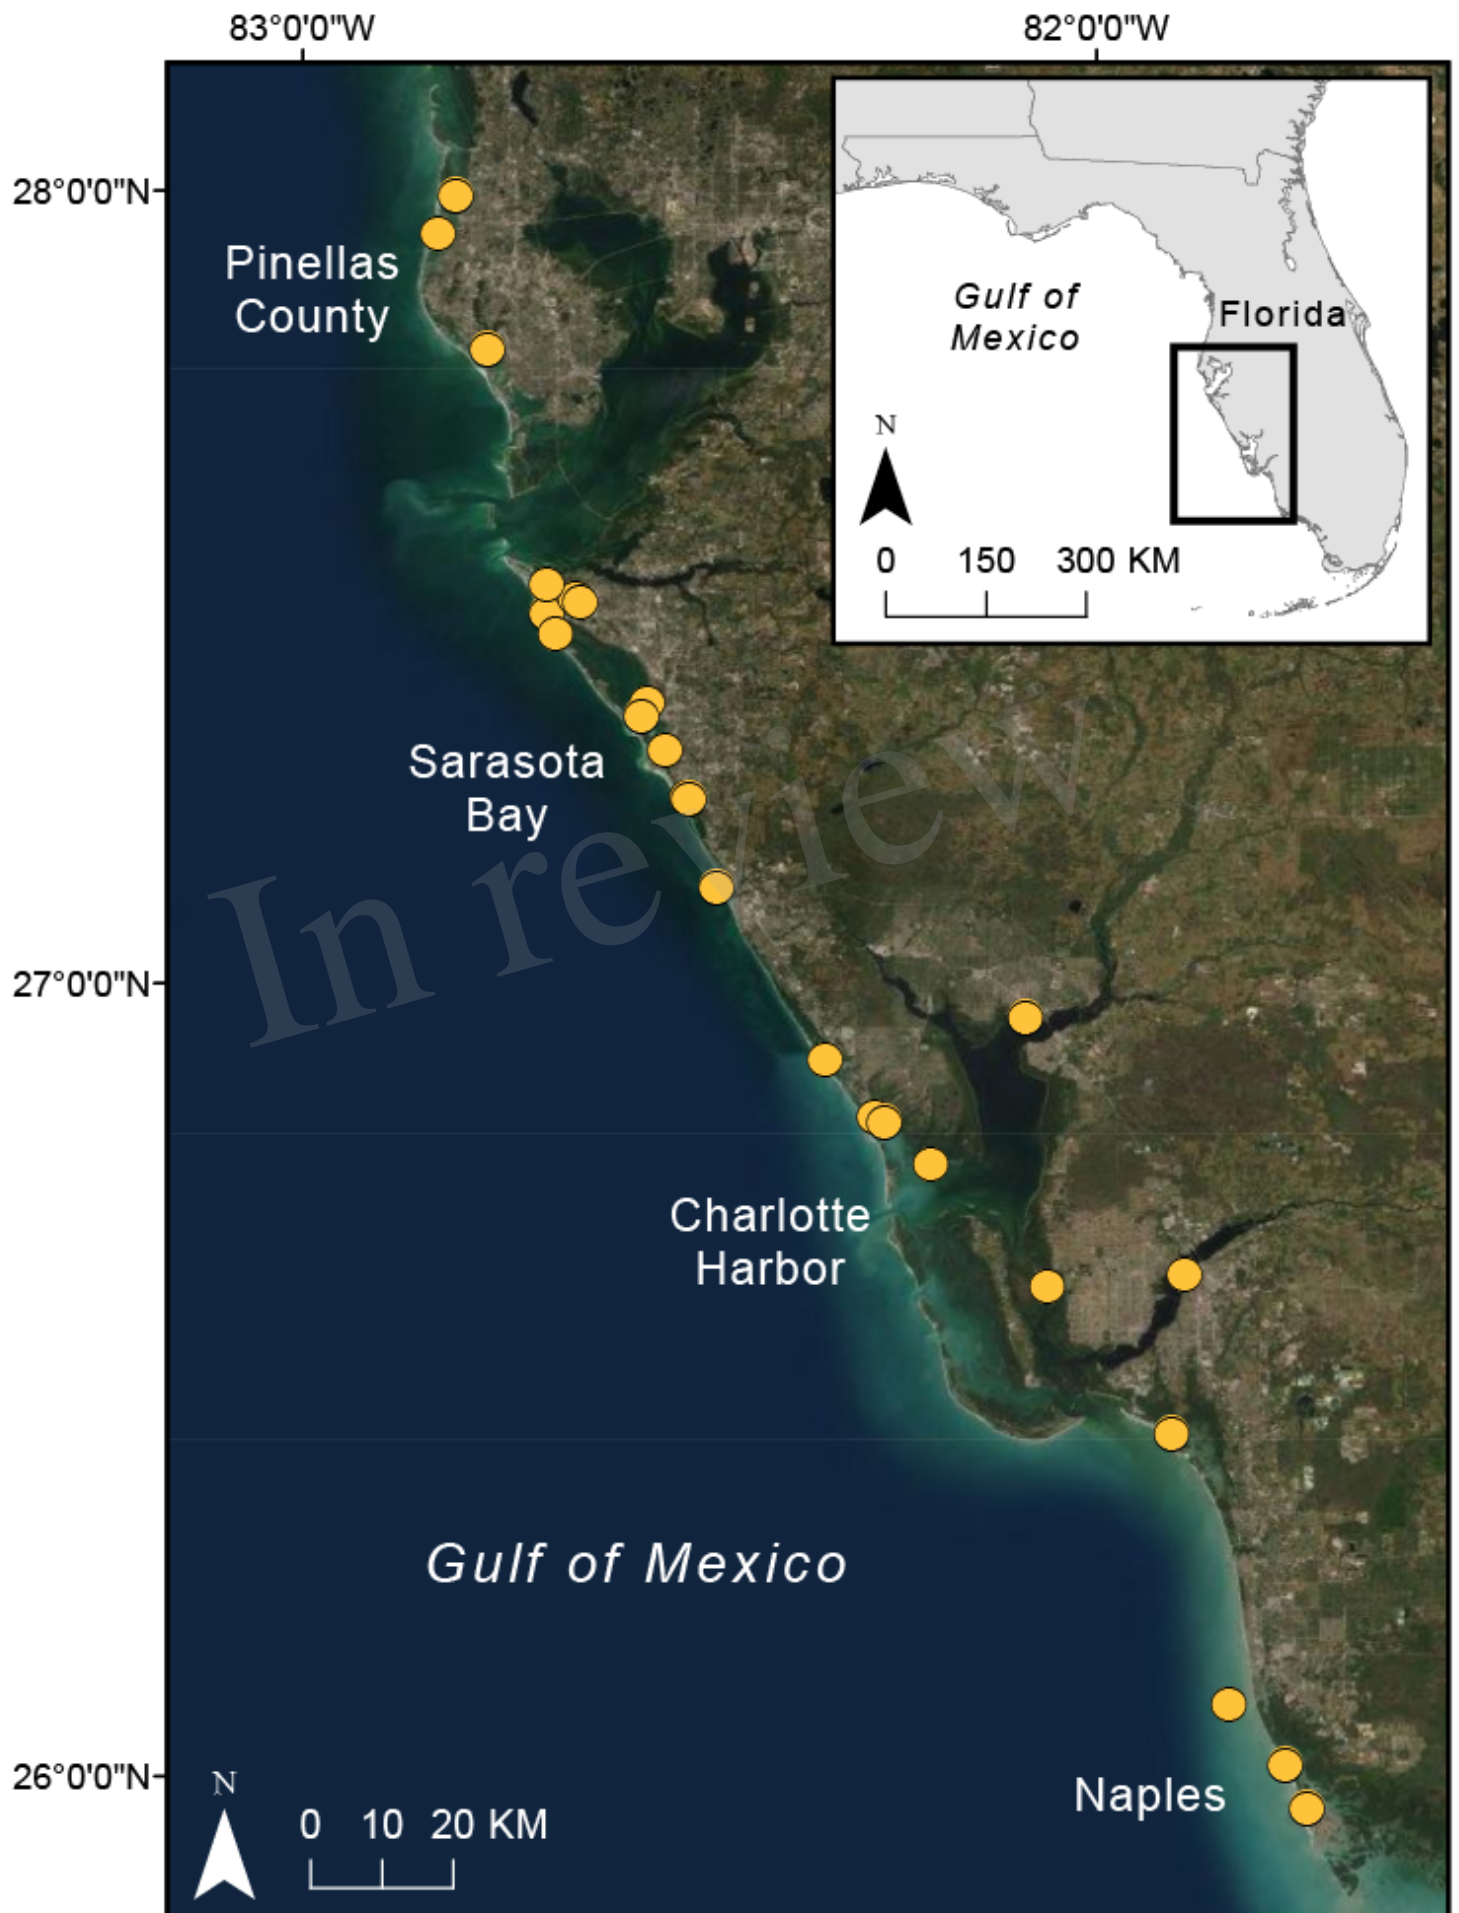 83°0'0"W
82°0'0"W
28°0'0"N
27°0'0"N
26°0'0"N
Pinellas
County
Gulf of
Mexico
Florida
N
0 150 300 KM
Sarasota
Bay
In review
Charlotte
Harbor
Gulf of Mexico
Naples
N
0 10 20 KM